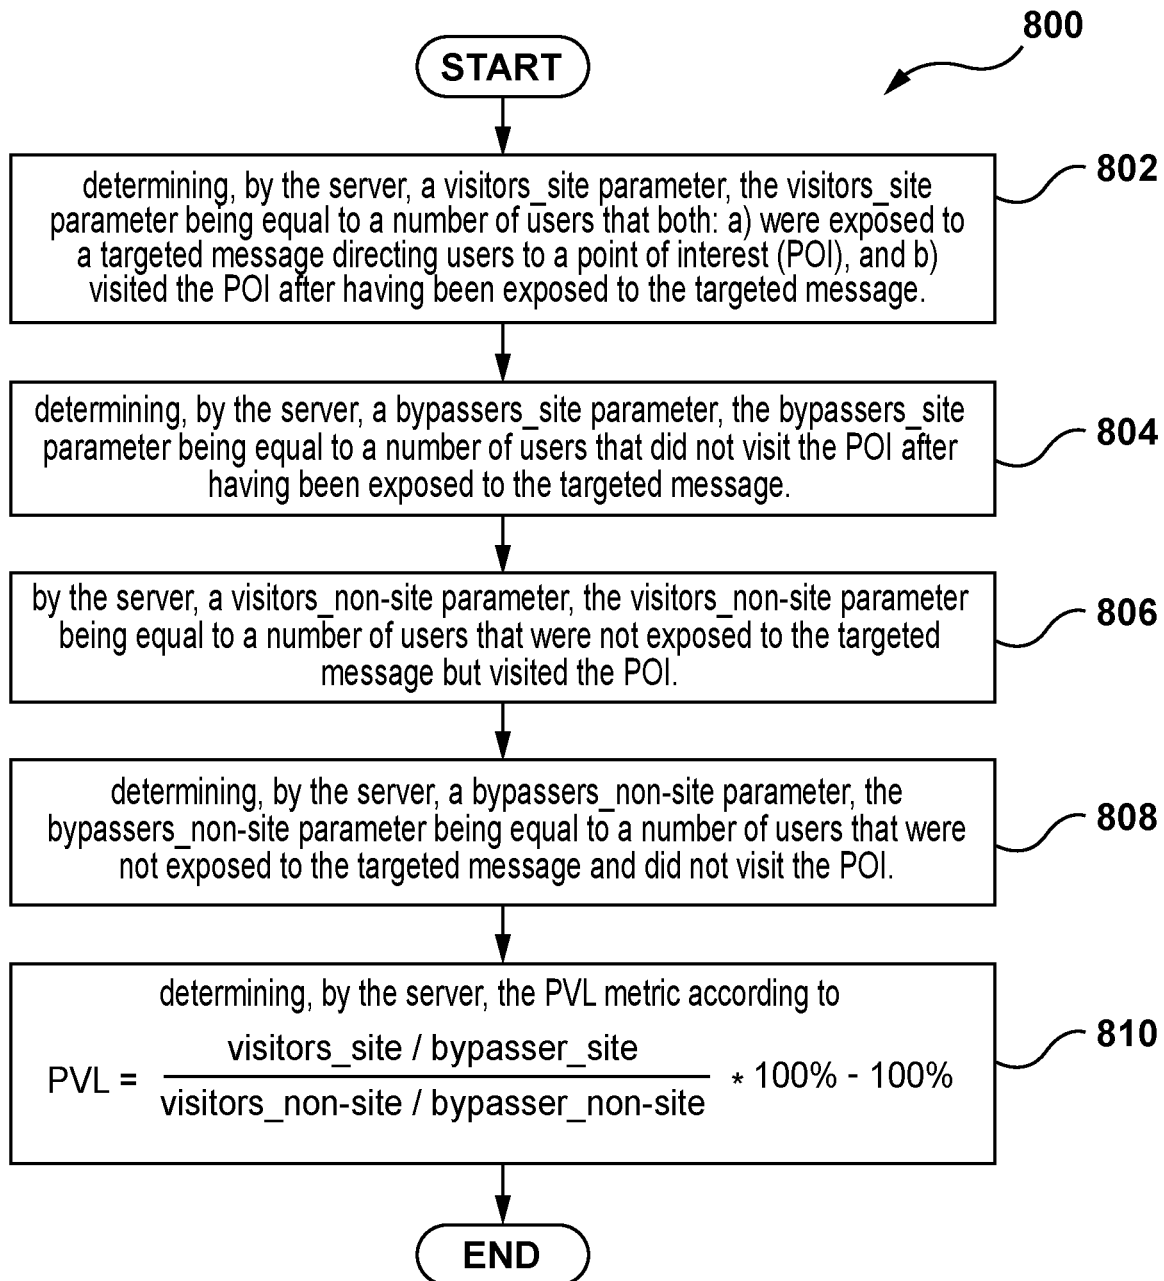 800
START
802
determining, by the server, a visitors_site parameter, the visitors_site
parameter being equal to a number of users that both: a) were exposed to
a targeted message directing users to a point of interest (POI), and b)
visited the POI after having been exposed to the targeted message.
determining, by the server, a bypassers_site parameter, the bypassers_site
parameter being equal to a number of users that did not visit the POI after
having been exposed to the targeted message.
804
by the server, a visitors_non-site parameter, the visitors_non-site parameter
being equal to a number of users that were not exposed to the targeted
message but visited the POI.
806
determining, by the server, a bypassers_non-site parameter, the
bypassers_non-site parameter being equal to a number of users that were
not exposed to the targeted message and did not visit the POI.
808
determining, by the server, the PVL metric according to
visitors_site / bypasser_site
PVL = * 100% - 100%
visitors_non-site / bypasser_non-site
810
END